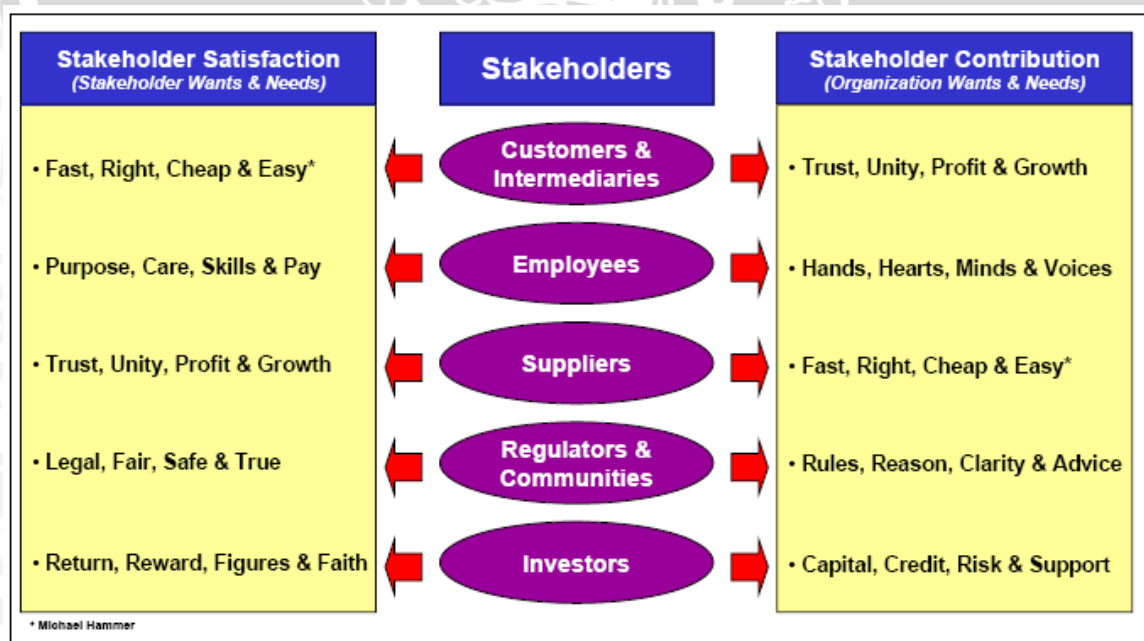 Stakeholder Satisfaction
(Stakeholder Wants & Needs)
Stakeholders
Stakeholder Contribution
(Organization Wants & Needs)
• Fast, Right, Cheap & Easy*
Customers &
Intermediaries
• Trust, Unity, Profit & Growth
• Purpose, Care, Skills & Pay
Employees
• Hands, Hearts, Minds & Voices
• Trust, Unity, Profit & Growth
Suppliers
• Fast, Right, Cheap & Easy*
• Legal, Fair, Safe & True
Regulators &
Communities
• Rules, Reason, Clarity & Advice
• Return, Reward, Figures & Faith
Investors
• Capital, Credit, Risk & Support
* Michael Hammer